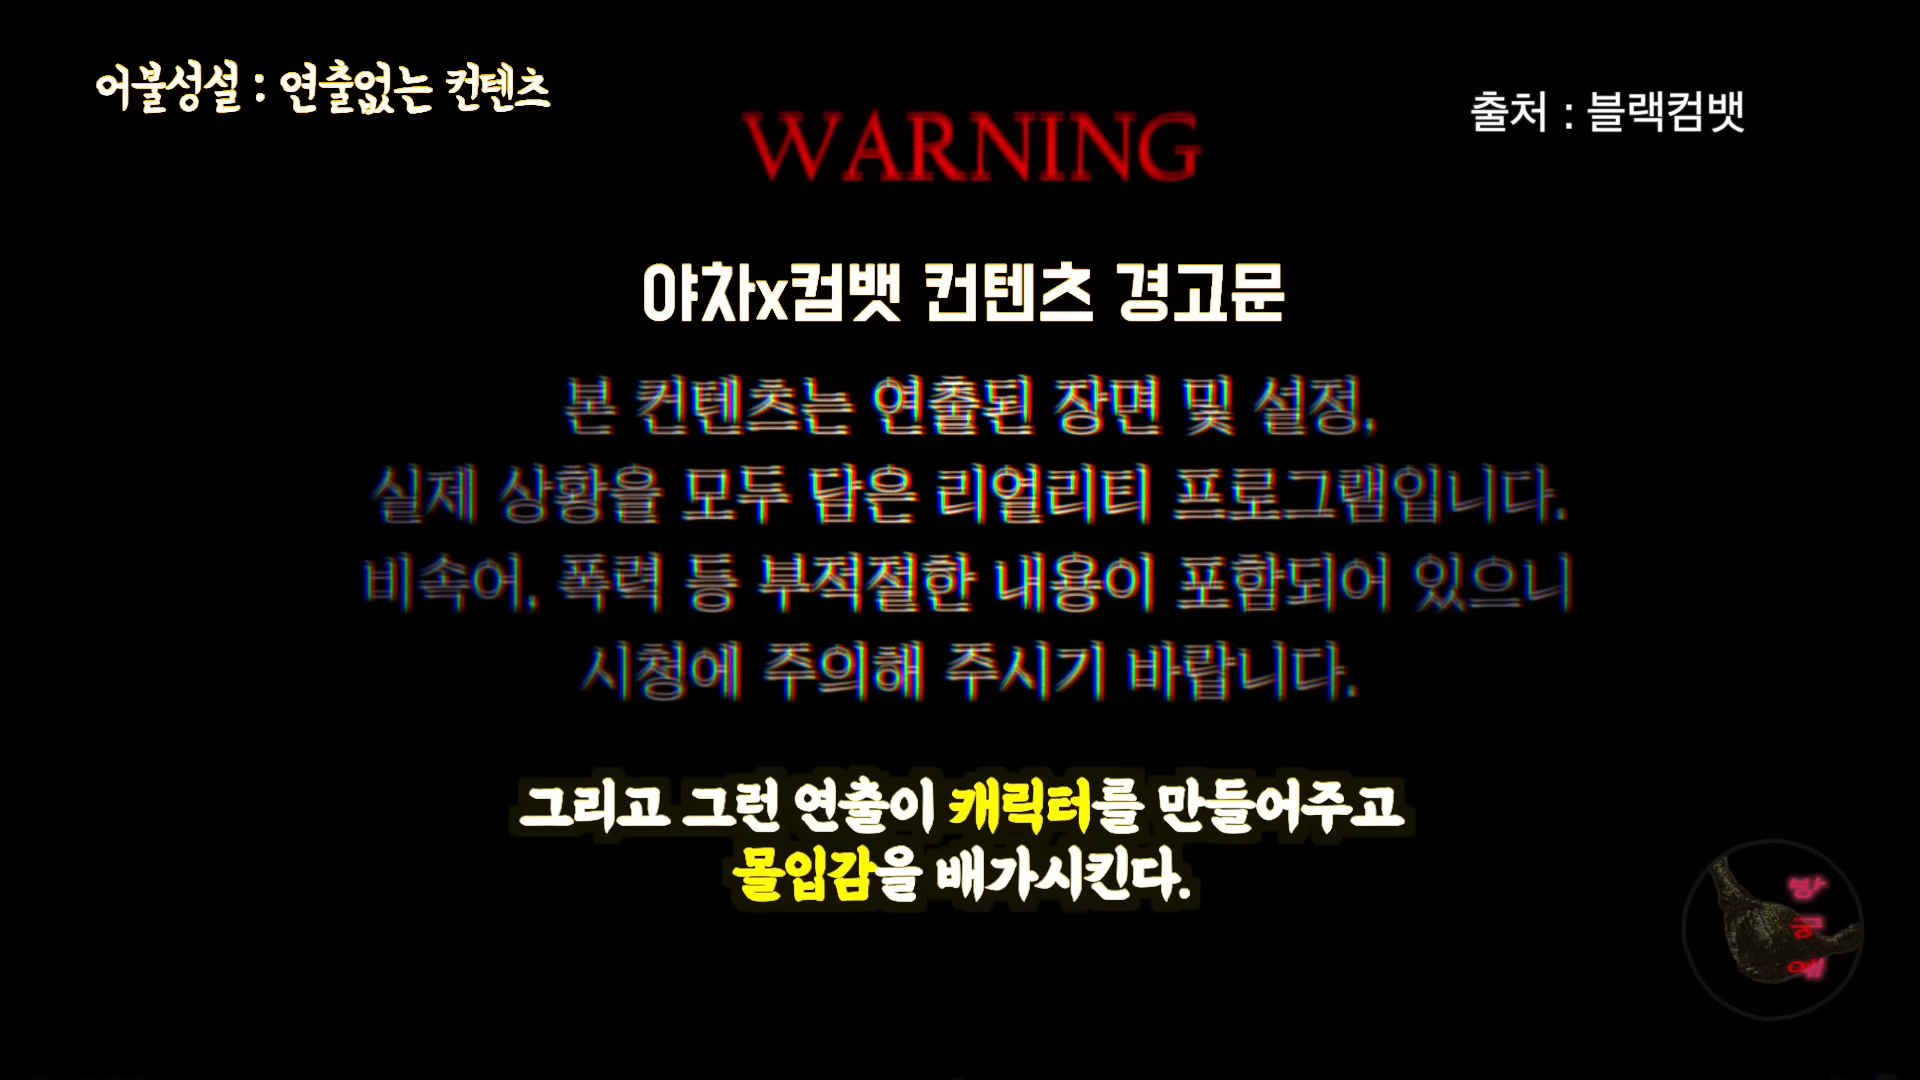 어불성설 : 연출없는 컨텐츠
출처 : 블랙컴뱃
WARNING
야차x컴뱃 컨텐츠 경고문
본 컨텐츠는 연출된 장면 및 설정,
실제 상황을 모두 담은 리얼리티 프로그램입니다.
비속어, 폭력 등 부적절한 내용이 포함되어 있으니
시청에 주의해 주시기 바랍니다.
그리고 그런 연출이 캐릭터를 만들어주고
몰입감을 배가시킨다.
방
구
예